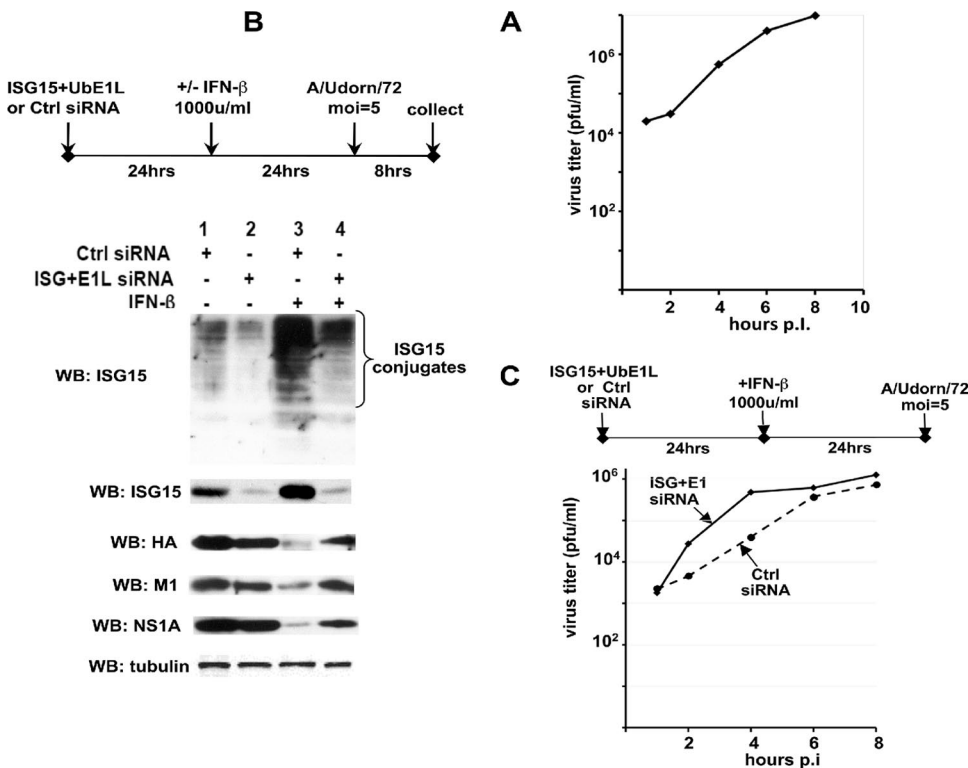 B
ISG15+UbE1L
or Ctrl siRNA
+/- IFN-β
1000u/ml
A/Udorn/72
moi=5
collect
24hrs
24hrs
8hrs
1 2 3 4
Ctrl siRNA + - + -
ISG+E1L siRNA - + - +
IFN-ß - - + +
WB: ISG15
ISG15
conjugates
WB: ISG15
WB: HA
WB: M1
WB: NS1A
WB: tubulin
A
virus titer (pfu/ml)
10^6
10^4
10^2
2 4 6 8 10
hours p.I.
C
ISG15+UbE1L
or Ctrl
siRNA
+IFN-β
1000u/ml
A/Udorn/72
moi=5
24hrs
24hrs
virus titer (pfu/ml)
10^6
10^4
10^2
iSG+E1
siRNA
Ctrl
siRNA
2 4 6 8
hours p.i